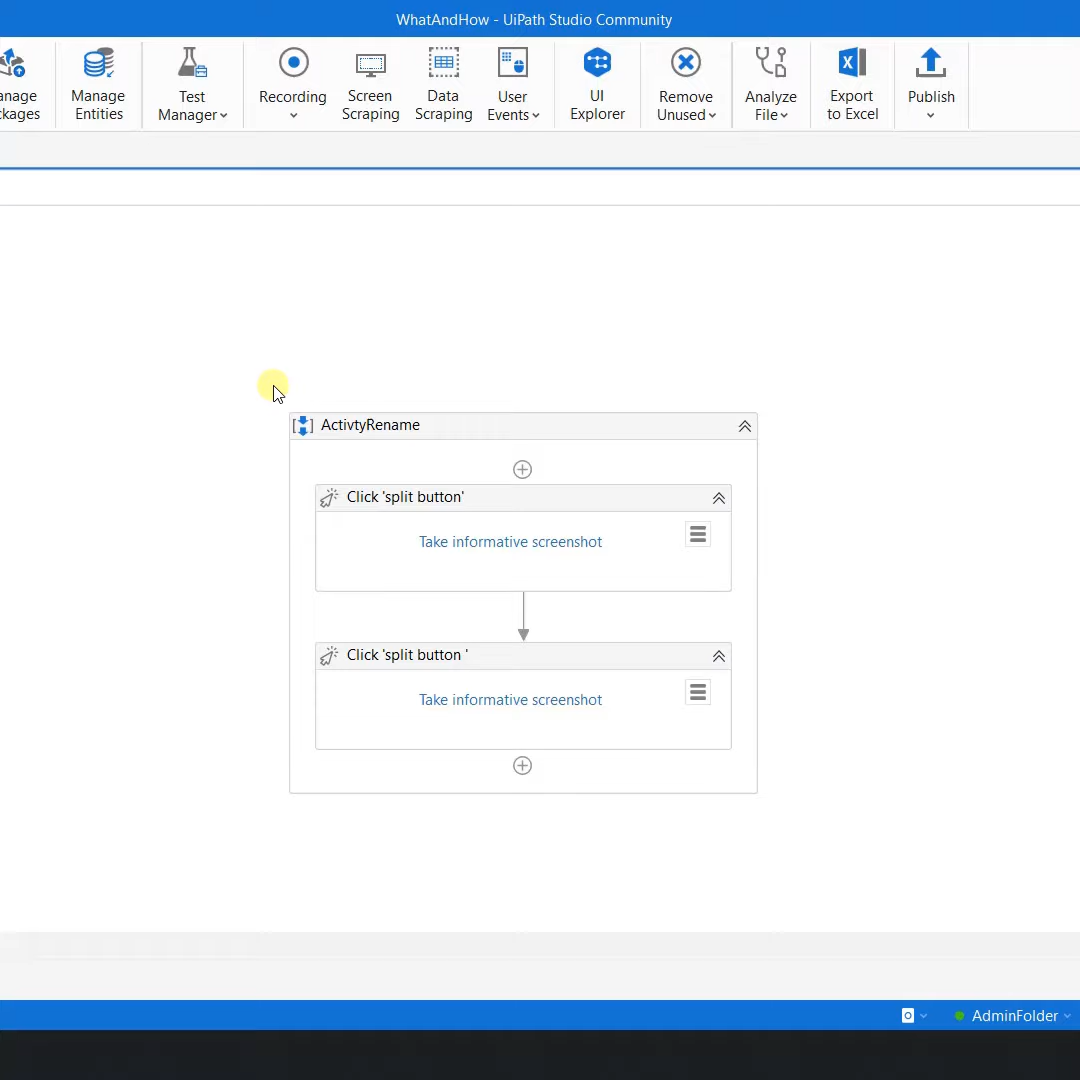 WhatAndHow - UiPath Studio Community
anage
ckages
Manage
Entities
Test
Manager
Recording
Screen
Scraping
Data
Scraping
User
Events
UI
Explorer
Remove
Unused
Analyze
File
Export
to Excel
Publish
ActivtyRename
Click 'split button'
Take informative screenshot
Click 'split button '
Take informative screenshot
AdminFolder